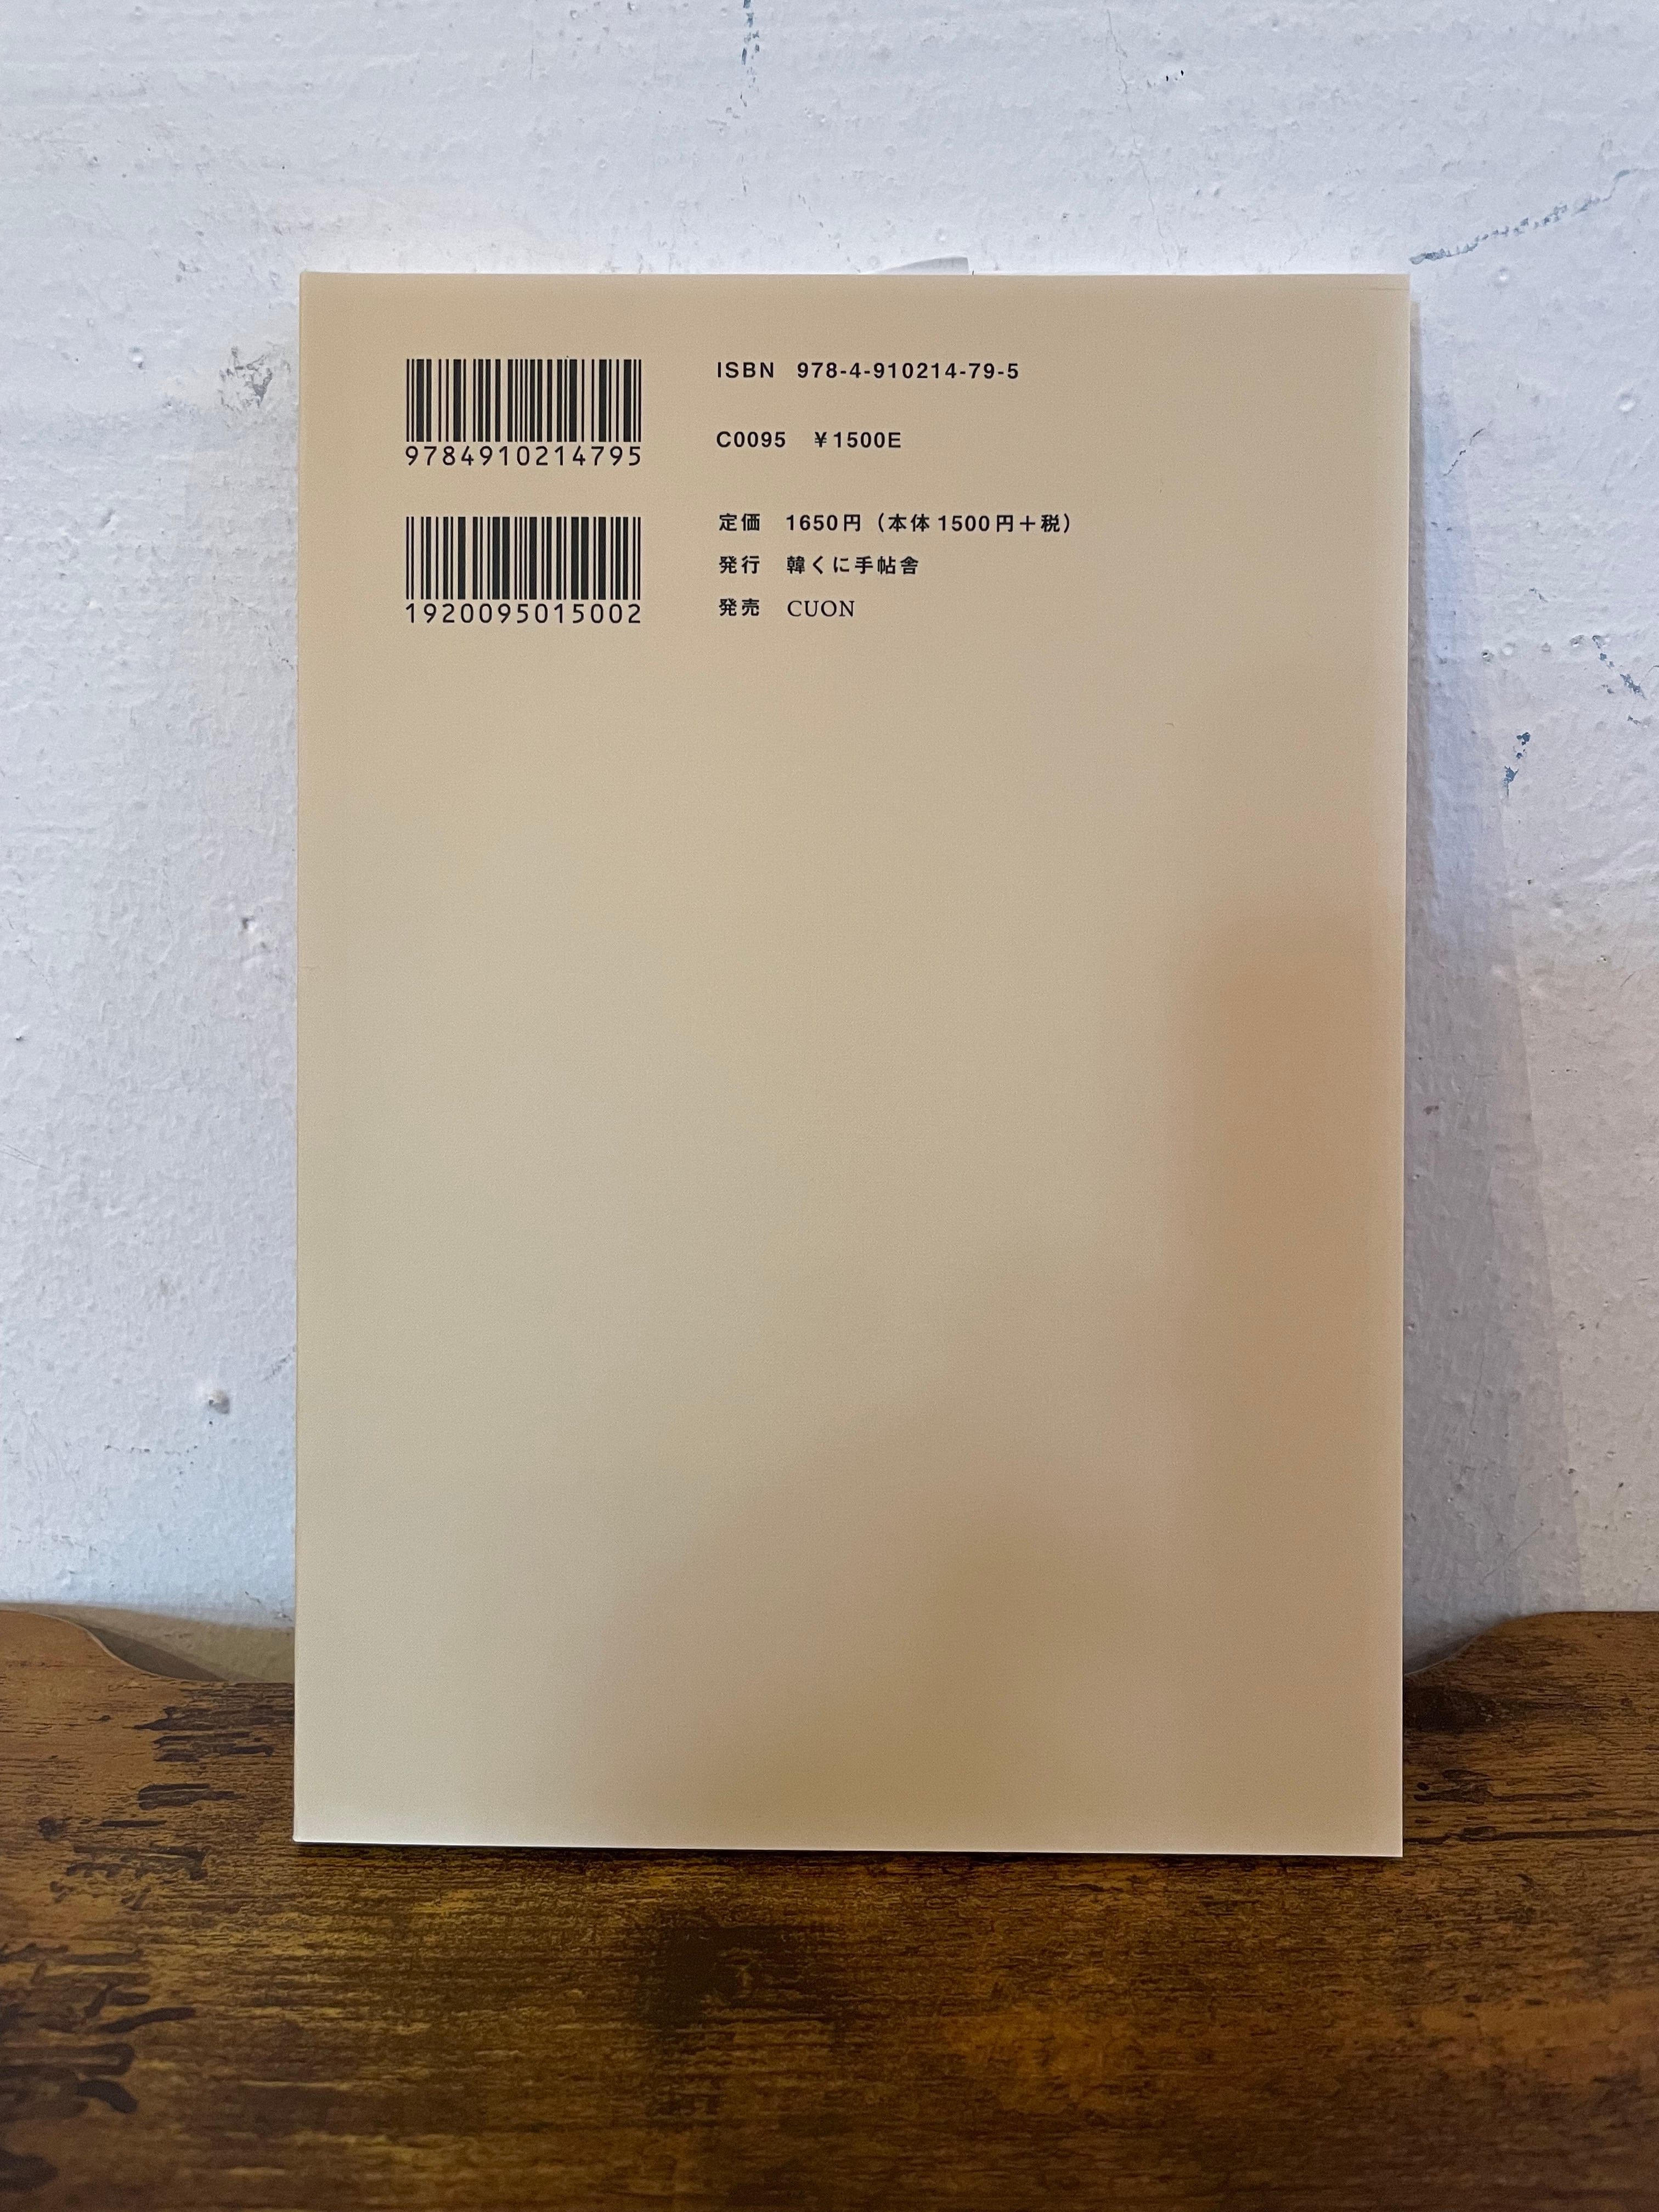 9784910214795
1920095015002
ISBN 978-4-910214-79-5
C0095 ¥1500E
定価 1650円（本体1500円＋税）
発行 韓くに手帖舎
発売 CUON